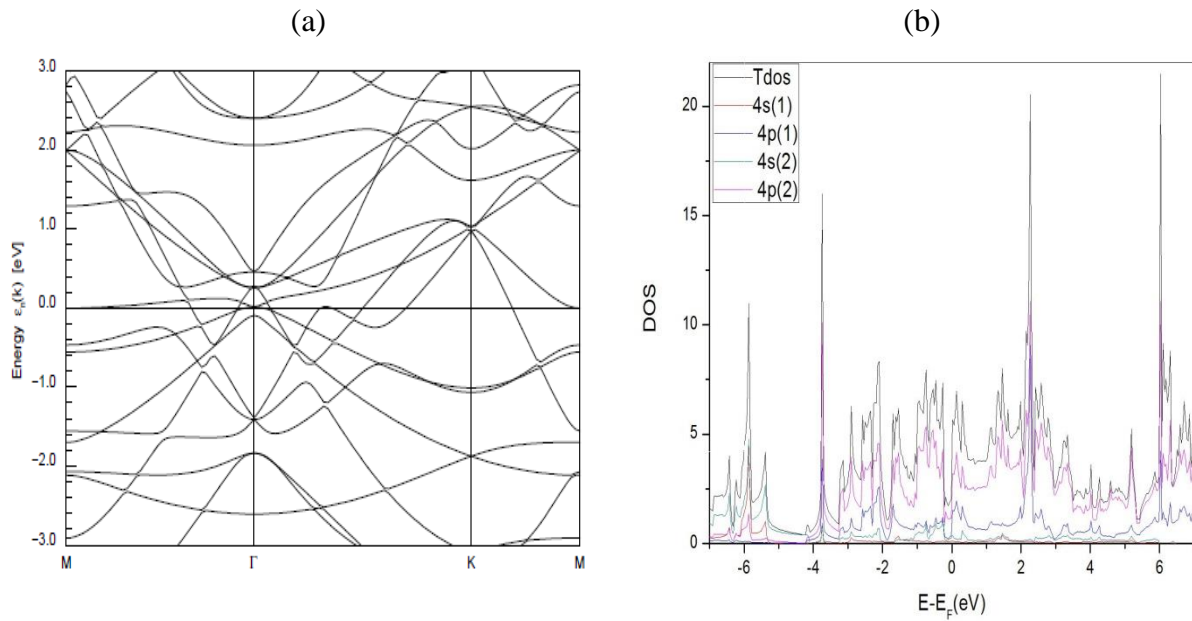 (a)
(b)
3.0
2.0
1.0
0.0
−1.0
−2.0
−3.0
Energy εn(k) [eV]
M Γ K M
Tdos
4s(1)
4p(1)
4s(2)
4p(2)
20
15
10
5
0
DOS
-6 -4 -2 0 2 4 6
E-EF(eV)